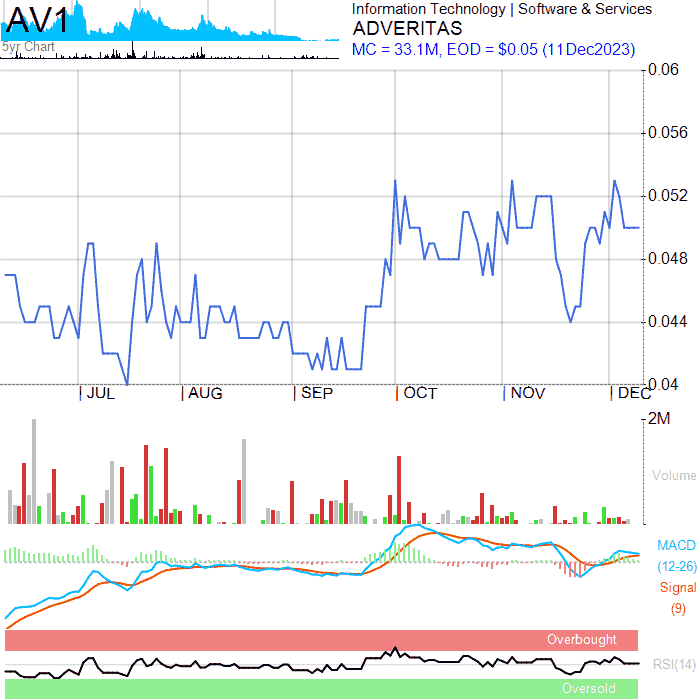 AV1
5yr Chart
Information Technology | Software & Services
ADVERITAS
MC = 33.1M, EOD = $0.05 (11Dec2023)
0.06
0.056
0.052
0.048
0.044
0.04
JUL AUG SEP OCT NOV DEC
2M
Volume
MACD
(12-26)
Signal
(9)
Overbought
RSI(14)
Oversold